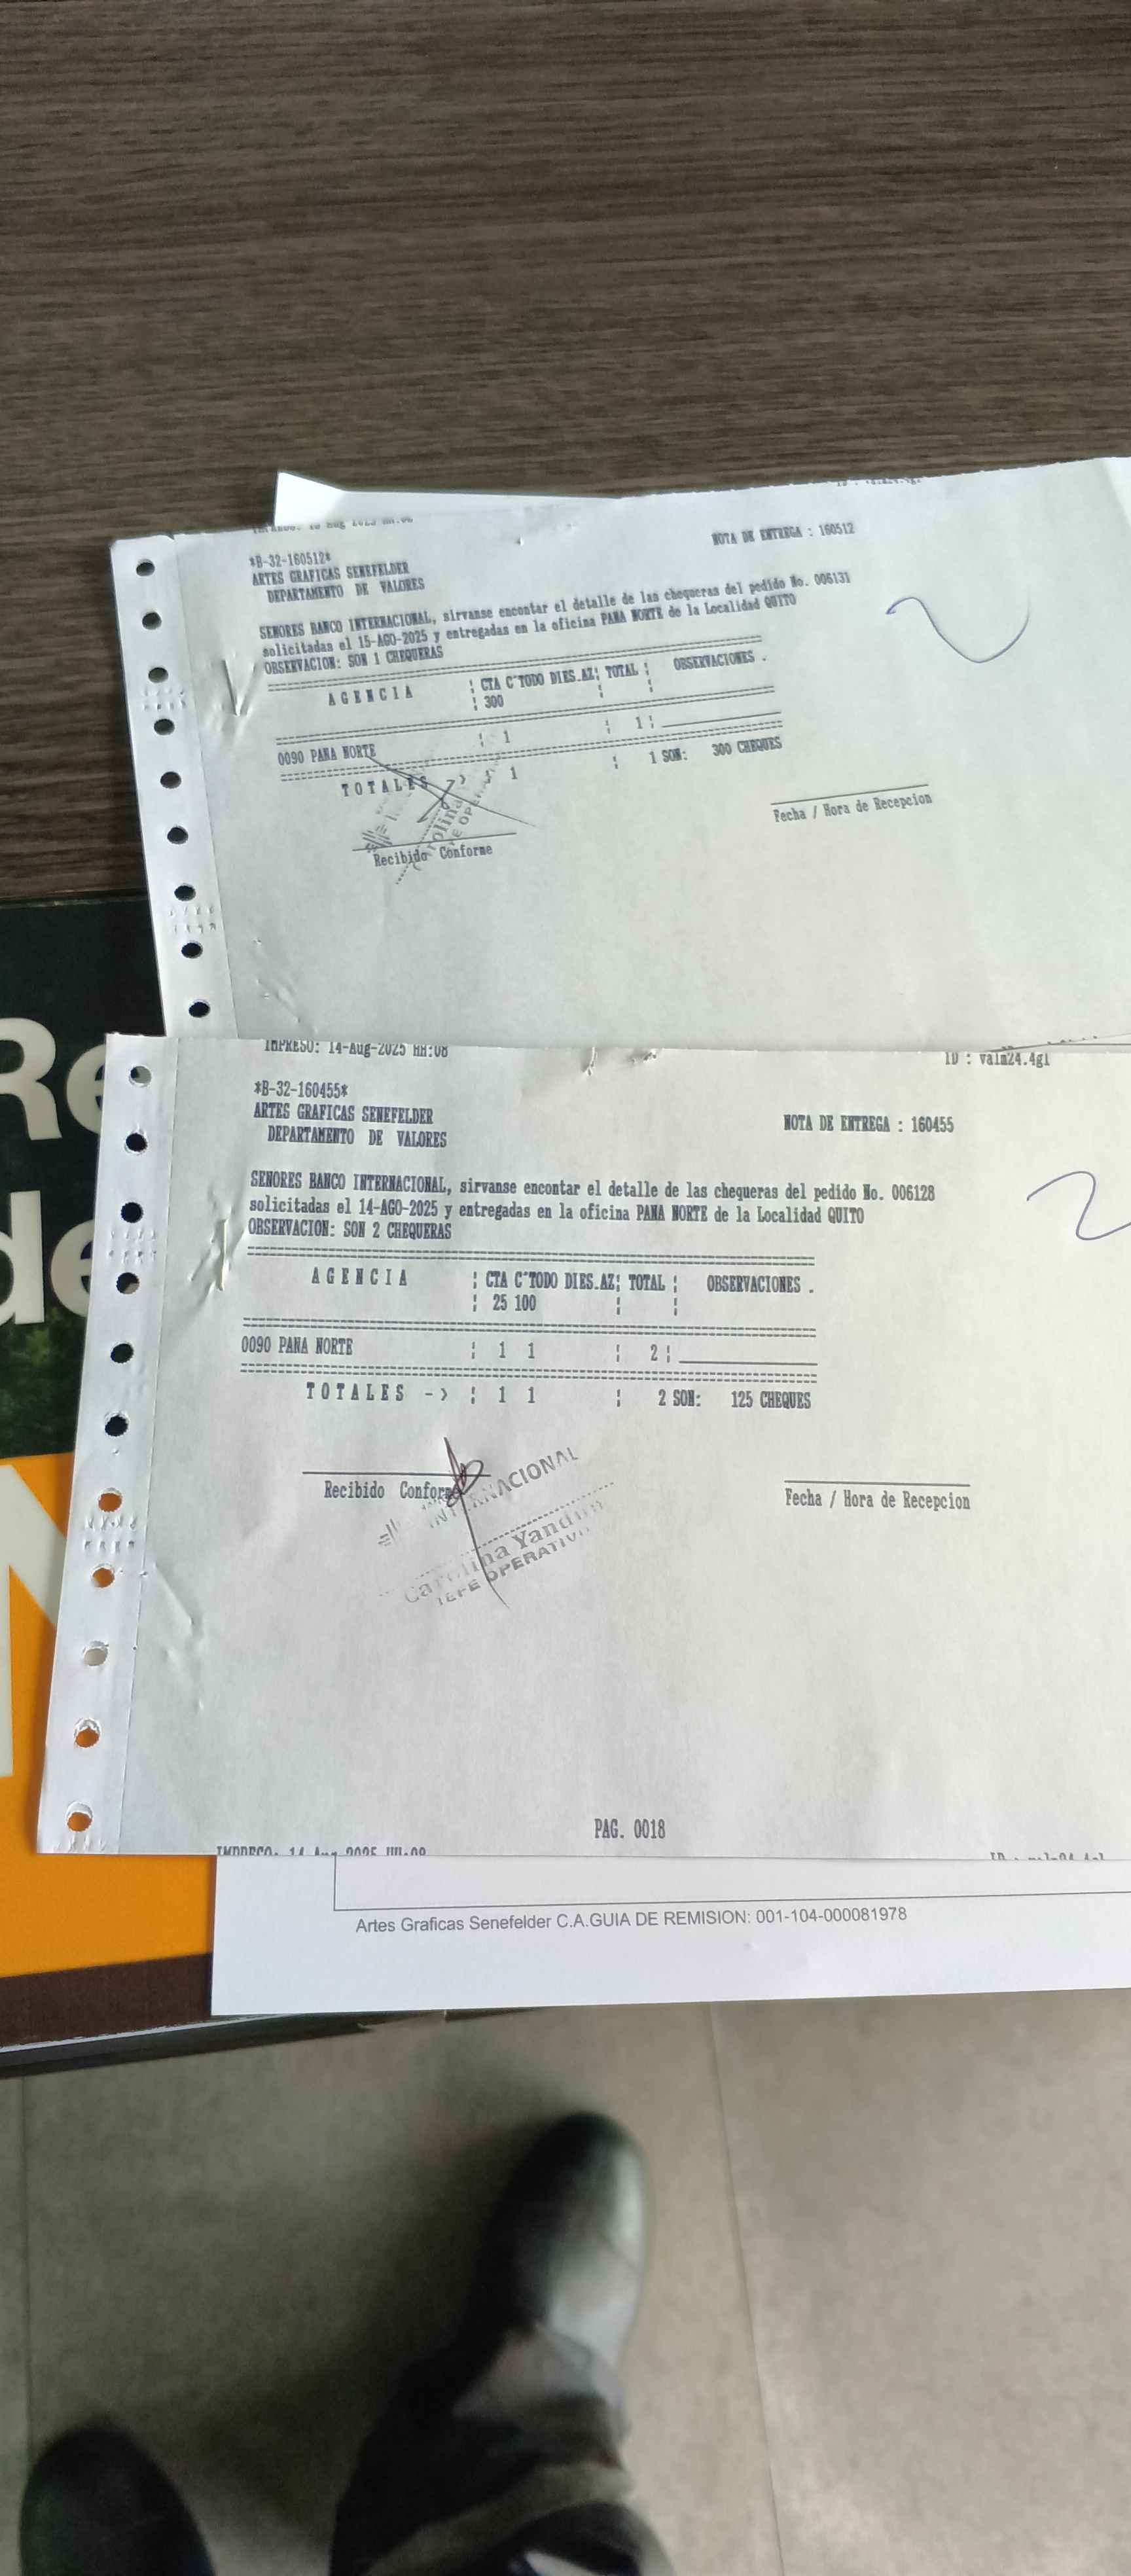 NOTA DE ENTREGA : 160512
*B-32-160512*
ARTES GRAFICAS SENEFELDER
DEPARTAMENTO DE VALORES
SENORES BANCO INTERNACIONAL, sirvanse encontar el detalle de las chequeras del pedido No. 006131
solicitadas el 15-AGO-2025 y entregadas en la oficina PANA NORTE de la Localidad QUITO
OBSERVACION: SON 1 CHEQUERAS
A G E N C I A ¦ CTA C^TODO DIES.AZ¦ TOTAL ¦ OBSERVACIONES .
¦ 300 ¦ ¦
0090 PANA NORTE ¦ 1 ¦ 1¦
T O T A L E S -> ¦ 1 ¦ 1 SON: 300 CHEQUES
Recibido Conforme
Fecha / Hora de Recepcion
Re
de
IMPRESO: 14-Aug-2025 HH:08
ID : valm24.4gl
*B-32-160455*
ARTES GRAFICAS SENEFELDER
NOTA DE ENTREGA : 160455
DEPARTAMENTO DE VALORES
SENORES BANCO INTERNACIONAL, sirvanse encontar el detalle de las chequeras del pedido No. 006128
solicitadas el 14-AGO-2025 y entregadas en la oficina PANA NORTE de la Localidad QUITO
OBSERVACION: SON 2 CHEQUERAS
A G E N C I A ¦ CTA C^TODO DIES.AZ¦ TOTAL ¦ OBSERVACIONES .
¦ 25 100 ¦ ¦
0090 PANA NORTE ¦ 1 1 ¦ 2¦
T O T A L E S -> ¦ 1 1 ¦ 2 SON: 125 CHEQUES
Recibido Conforme
Fecha / Hora de Recepcion
INTERNACIONAL
Carolina Yandun
JEFE OPERATIV
PAG. 0018
Artes Graficas Senefelder C.A.GUIA DE REMISION: 001-104-000081978